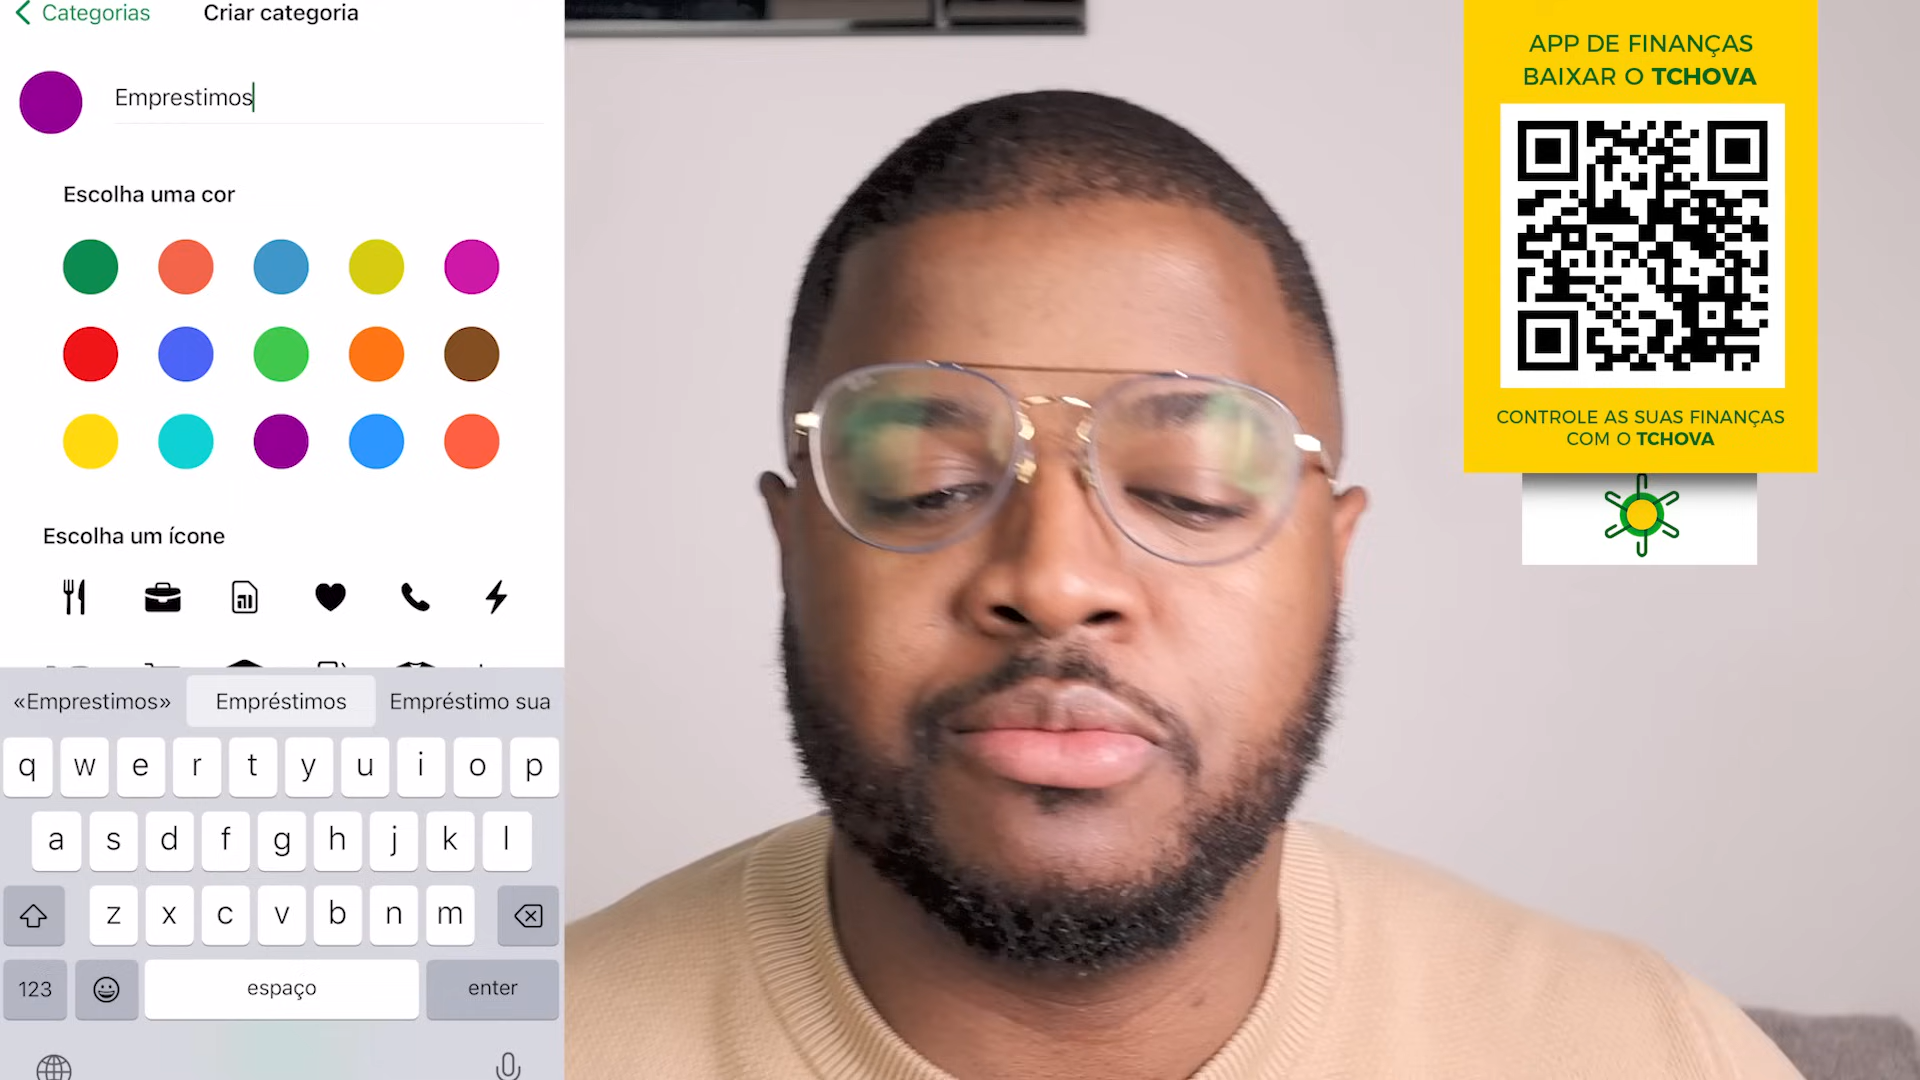 Categorias
Criar categoria
Emprestimos
Escolha uma cor
Escolha um ícone
«Emprestimos» Empréstimos Empréstimo sua
q w e r t y u i o p
a s d f g h j k l
z x c v b n m
123 espaço enter
APP DE FINANÇAS
BAIXAR O TCHOVA
CONTROLE AS SUAS FINANÇAS
COM O TCHOVA